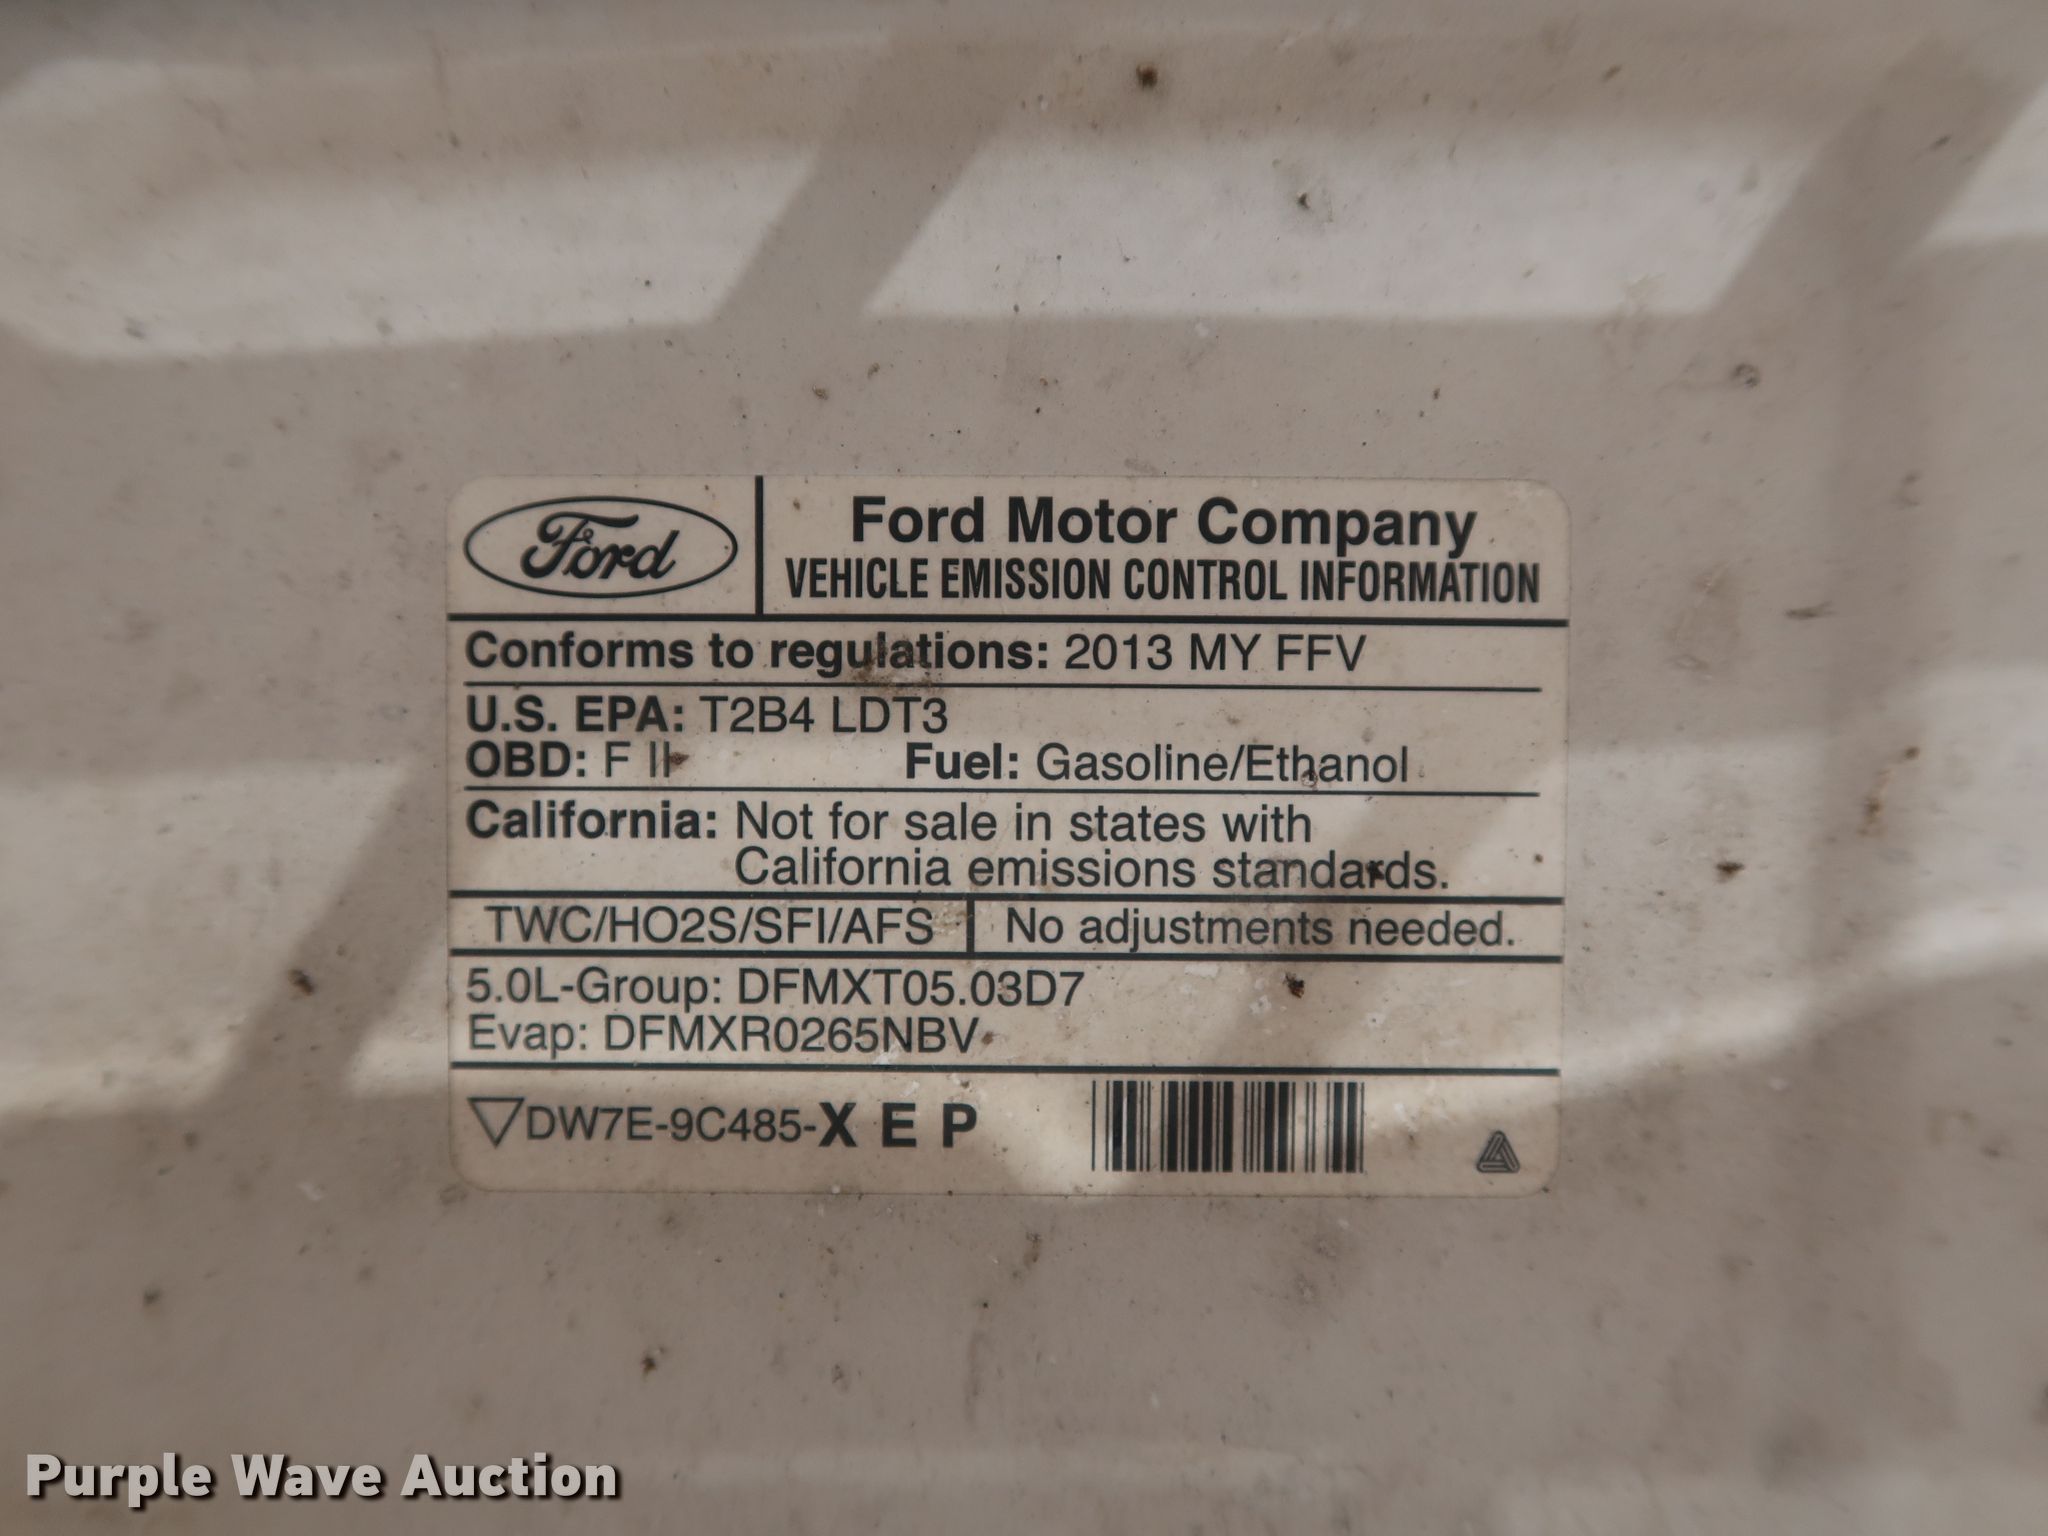 Ford
Ford Motor Company
VEHICLE EMISSION CONTROL INFORMATION
Conforms to regulations: 2013 MY FFV
U.S. EPA: T2B4 LDT3
OBD: F II Fuel: Gasoline/Ethanol
California: Not for sale in states with
California emissions standards.
TWC/HO2S/SFI/AFS No adjustments needed.
5.0L-Group: DFMXT05.03D7
Evap: DFMXR0265NBV
DW7E-9C485-X E P
Purple Wave Auction